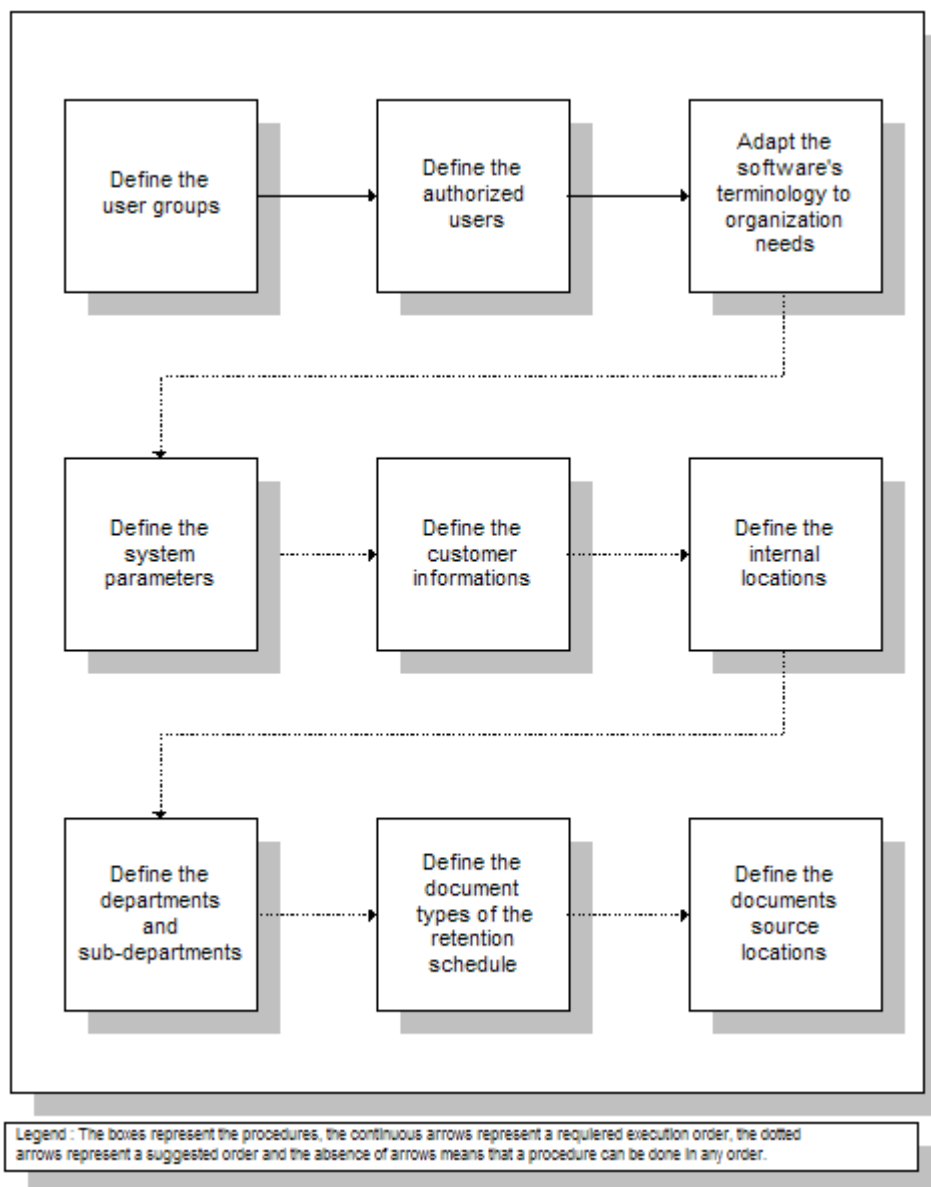 Define the
user groups
Define the
authorized
users
Adapt the
software's
terminology to
organization
needs
Define the
system
parameters
Define the
customer
informations
Define the
internal
locations
Define the
departments
and
sub-departments
Define the
document
types of the
retention
schedule
Define the
documents
source
locations
Legend : The boxes represent the procedures, the continuous arrows represent a requiered execution order, the dotted
arrows represent a suggested order and the absence of arrows means that a procedure can be done in any order.